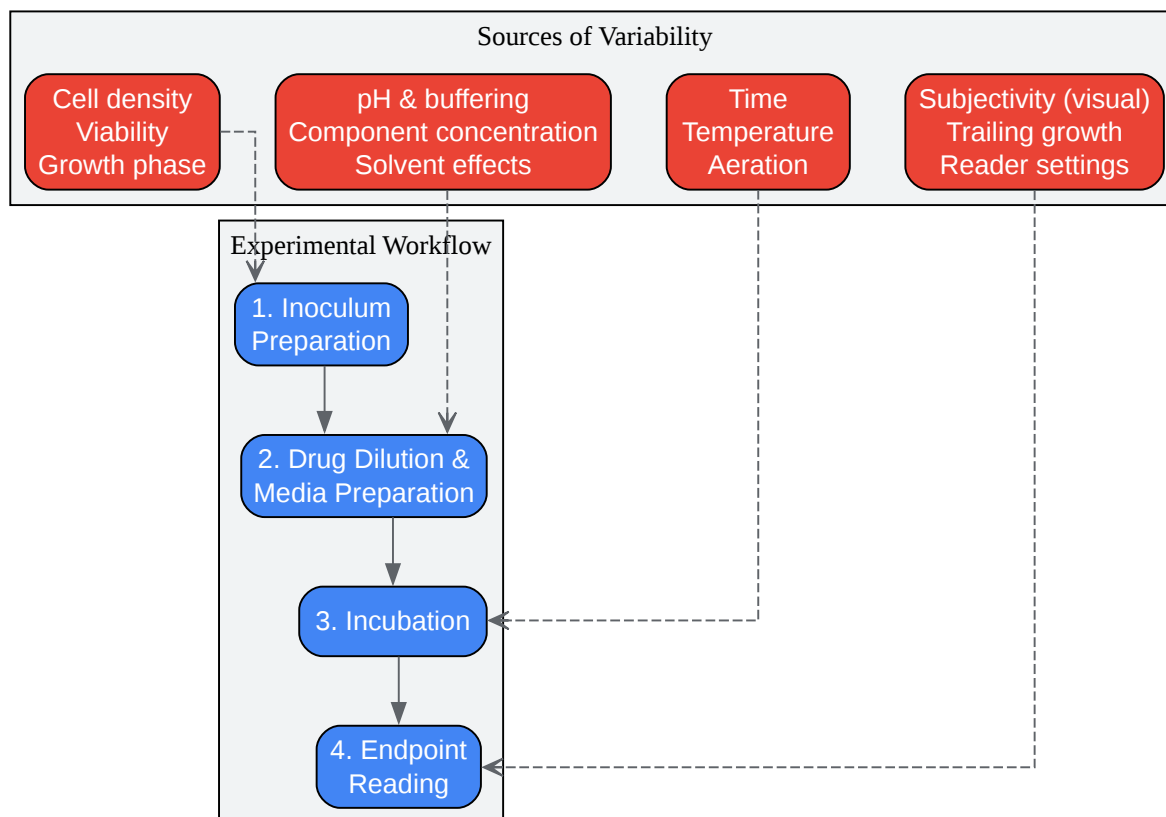 Sources of Variability
Cell density
Viability
Growth phase
pH & buffering
Component concentration
Solvent effects
Time
Temperature
Aeration
Subjectivity (visual)
Trailing growth
Reader settings
Experimental Workflow
1. Inoculum
Preparation
2. Drug Dilution &
Media Preparation
3. Incubation
4. Endpoint
Reading